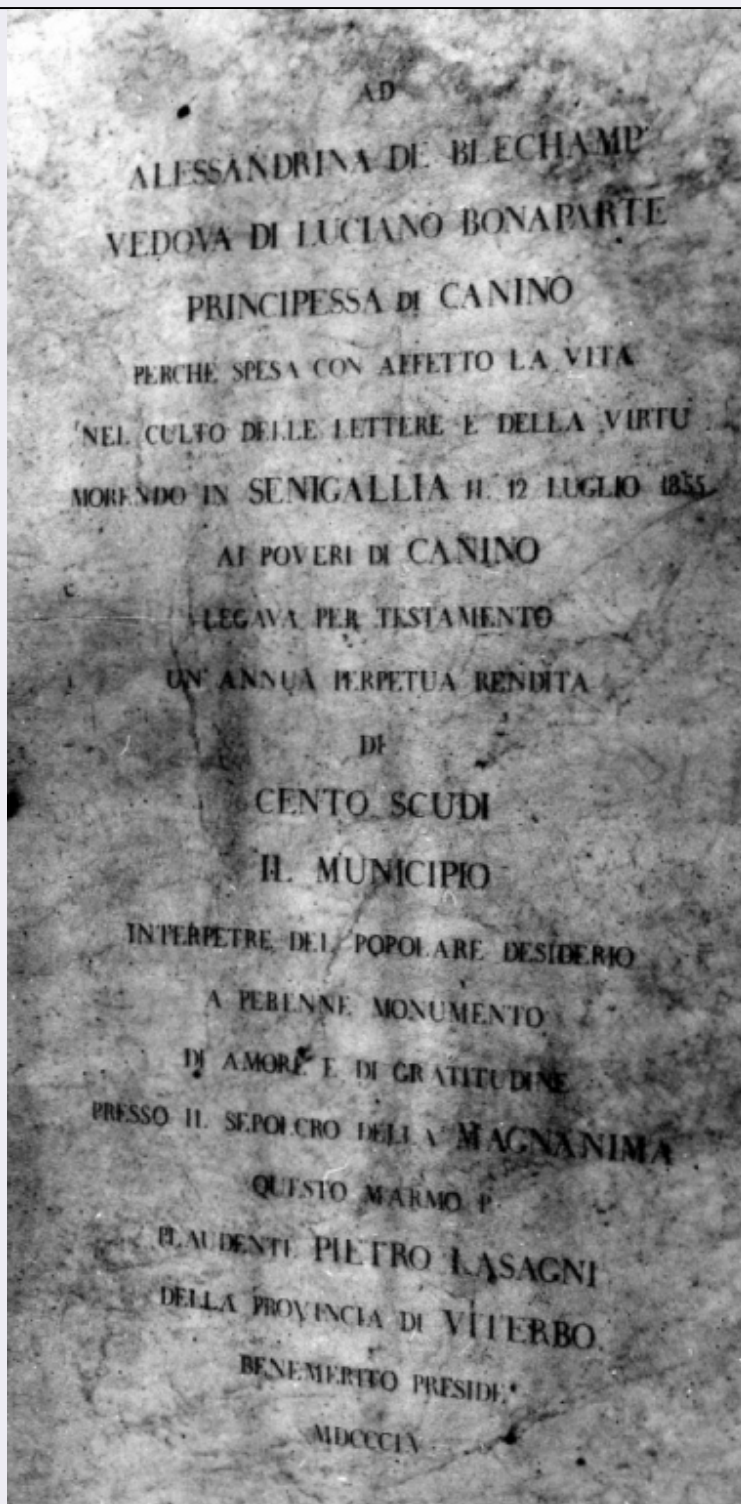 AD
ALESSANDRINA DE BLECHAMP
VEDOVA DI LUCIANO BONAPARTE
PRINCIPESSA DI CANINO
PERCHE SPESA CON AFFETTO LA VITA
NEL CULTO DELLE LETTERE E DELLA VIRTU
MORENDO IN SENIGALLIA IL 12 LUGLIO 1855
AI POVERI DI CANINO
LEGAVA PER TESTAMENTO
UN' ANNUA PERPETUA RENDITA
DI
CENTO SCUDI
IL MUNICIPIO
INTERPETRE DEL POPOLARE DESIDERIO
A PERENNE MONUMENTO
DI AMORE E DI GRATITUDINE
PRESSO IL SEPOLCRO DELLA MAGNANIMA
QUESTO MARMO P.
PLAUDENTE PIETRO LASAGNI
DELLA PROVINCIA DI VITERBO
BENEMERITO PRESIDE